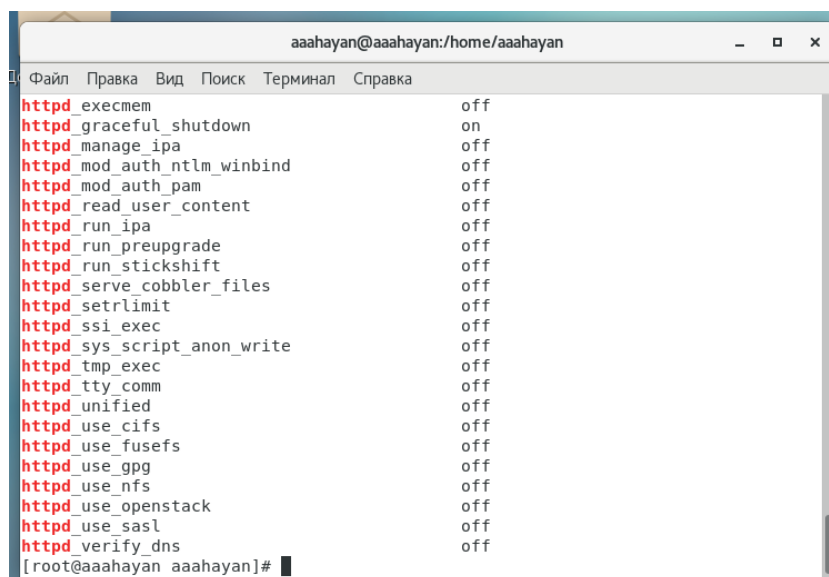 aaahayan@aaahayan:/home/aaahayan
Файл Правка Вид Поиск Терминал Справка
httpd_execmem off
httpd_graceful_shutdown on
httpd_manage_ipa off
httpd_mod_auth_ntlm_winbind off
httpd_mod_auth_pam off
httpd_read_user_content off
httpd_run_ipa off
httpd_run_preupgrade off
httpd_run_stickshift off
httpd_serve_cobbler_files off
httpd_setrlimit off
httpd_ssi_exec off
httpd_sys_script_anon_write off
httpd_tmp_exec off
httpd_tty_comm off
httpd_unified off
httpd_use_cifs off
httpd_use_fusefs off
httpd_use_gpg off
httpd_use_nfs off
httpd_use_openstack off
httpd_use_sasl off
httpd_verify_dns off
[root@aaahayan aaahayan]#